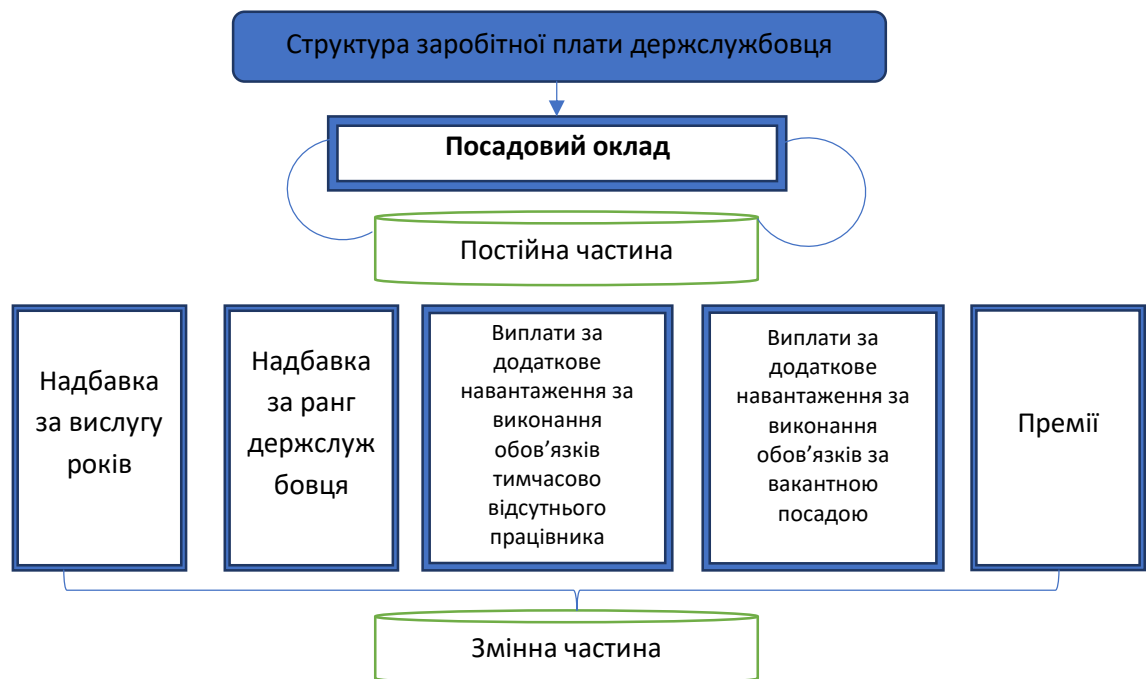 Структура заробітної плати держслужбовця
Посадовий оклад
Постійна частина
Надбавка
за вислугу
років
Надбавка
за ранг
держслуж
бовця
Виплати за
додаткове
навантаження за
виконання
обов’язків
тимчасово
відсутнього
працівника
Виплати за
додаткове
навантаження за
виконання
обов’язків за
вакантною
посадою
Премії
Змінна частина